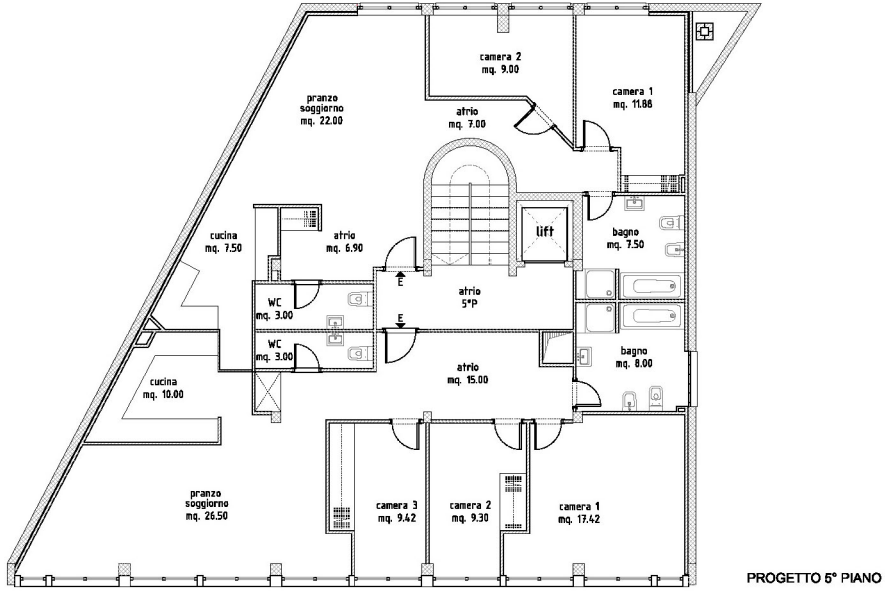 camera 2
mq. 9.00
camera 1
mq. 11.88
pranzo
soggiorno
mq. 22.00
atrio
mq. 7.00
cucina
mq. 7.50
atrio
mq. 6.90
lift
bagno
mq. 7.50
E
atrio
5°P
WC
mq. 3.00
E
WC
mq. 3.00
bagno
mq. 8.00
atrio
mq. 15.00
cucina
mq. 10.00
pranzo
soggiorno
mq. 26.50
camera 3
mq. 9.42
camera 2
mq. 9.30
camera 1
mq. 17.42
PROGETTO 5° PIANO